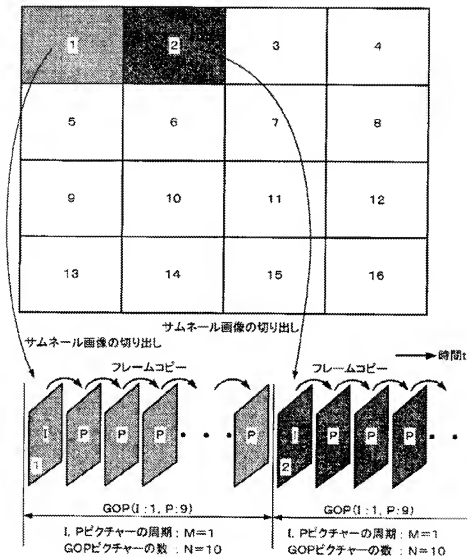 1 2 3 4
5 6 7 8
9 10 11 12
13 14 15 16
サムネール画像の切り出し
サムネール画像の切り出し
フレームコピー フレームコピー 時間t
I P P P P I P P P
1 2
GOP(I:1, P:9) GOP(I:1, P:9)
I, Pピクチャーの周期:M=1 I, Pピクチャーの周期:M=1
GOPピクチャーの数:N=10 GOPピクチャーの数:N=10